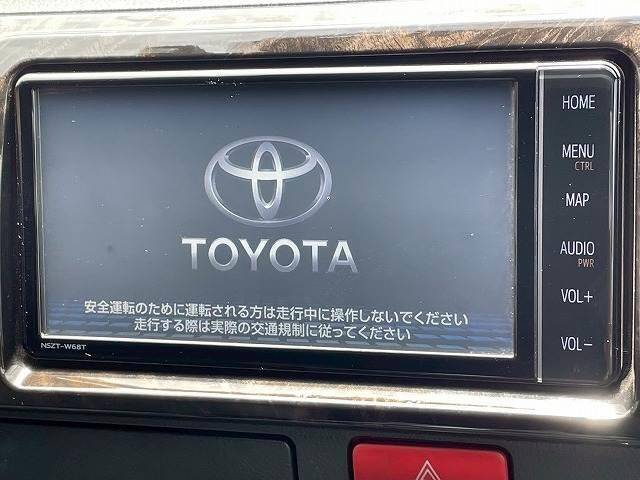 TOYOTA
安全運転のために運転される方は走行中に操作しないでください
走行する際は実際の交通規制に従ってください
NSZT-W68T
HOME
MENU
CTRL
MAP
AUDIO
PWR
VOL+
VOL-